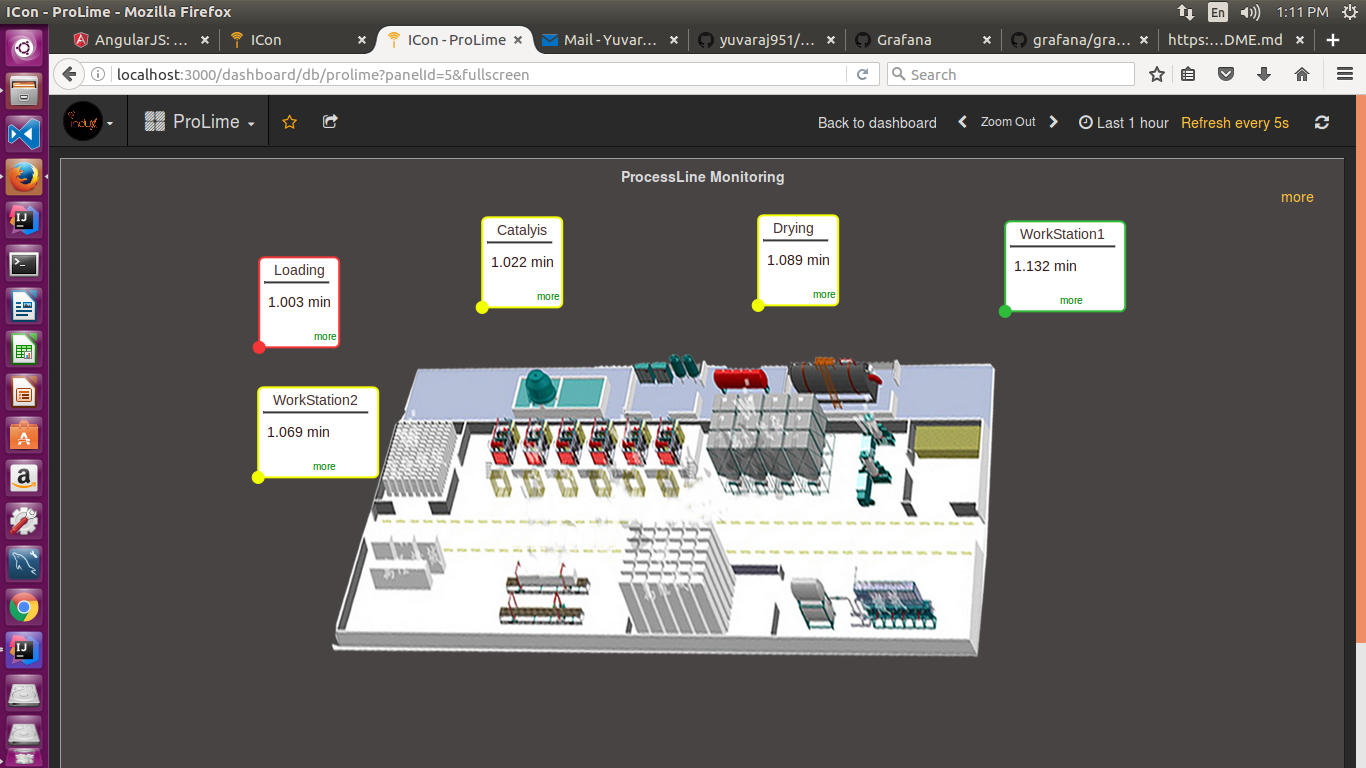 ICon - ProLime - Mozilla Firefox
En
1:11 PM
AngularJS: ...
ICon
ICon - ProLime
Mail - Yuvar...
yuvaraj951/...
Grafana
grafana/gra...
https:...DME.md
localhost:3000/dashboard/db/prolime?panelId=5&fullscreen
Search
ProLime
Back to dashboard
Zoom Out
Last 1 hour
Refresh every 5s
ProcessLine Monitoring
more
Catalyis
1.022 min
more
Drying
1.089 min
more
WorkStation1
1.132 min
more
Loading
1.003 min
more
WorkStation2
1.069 min
more